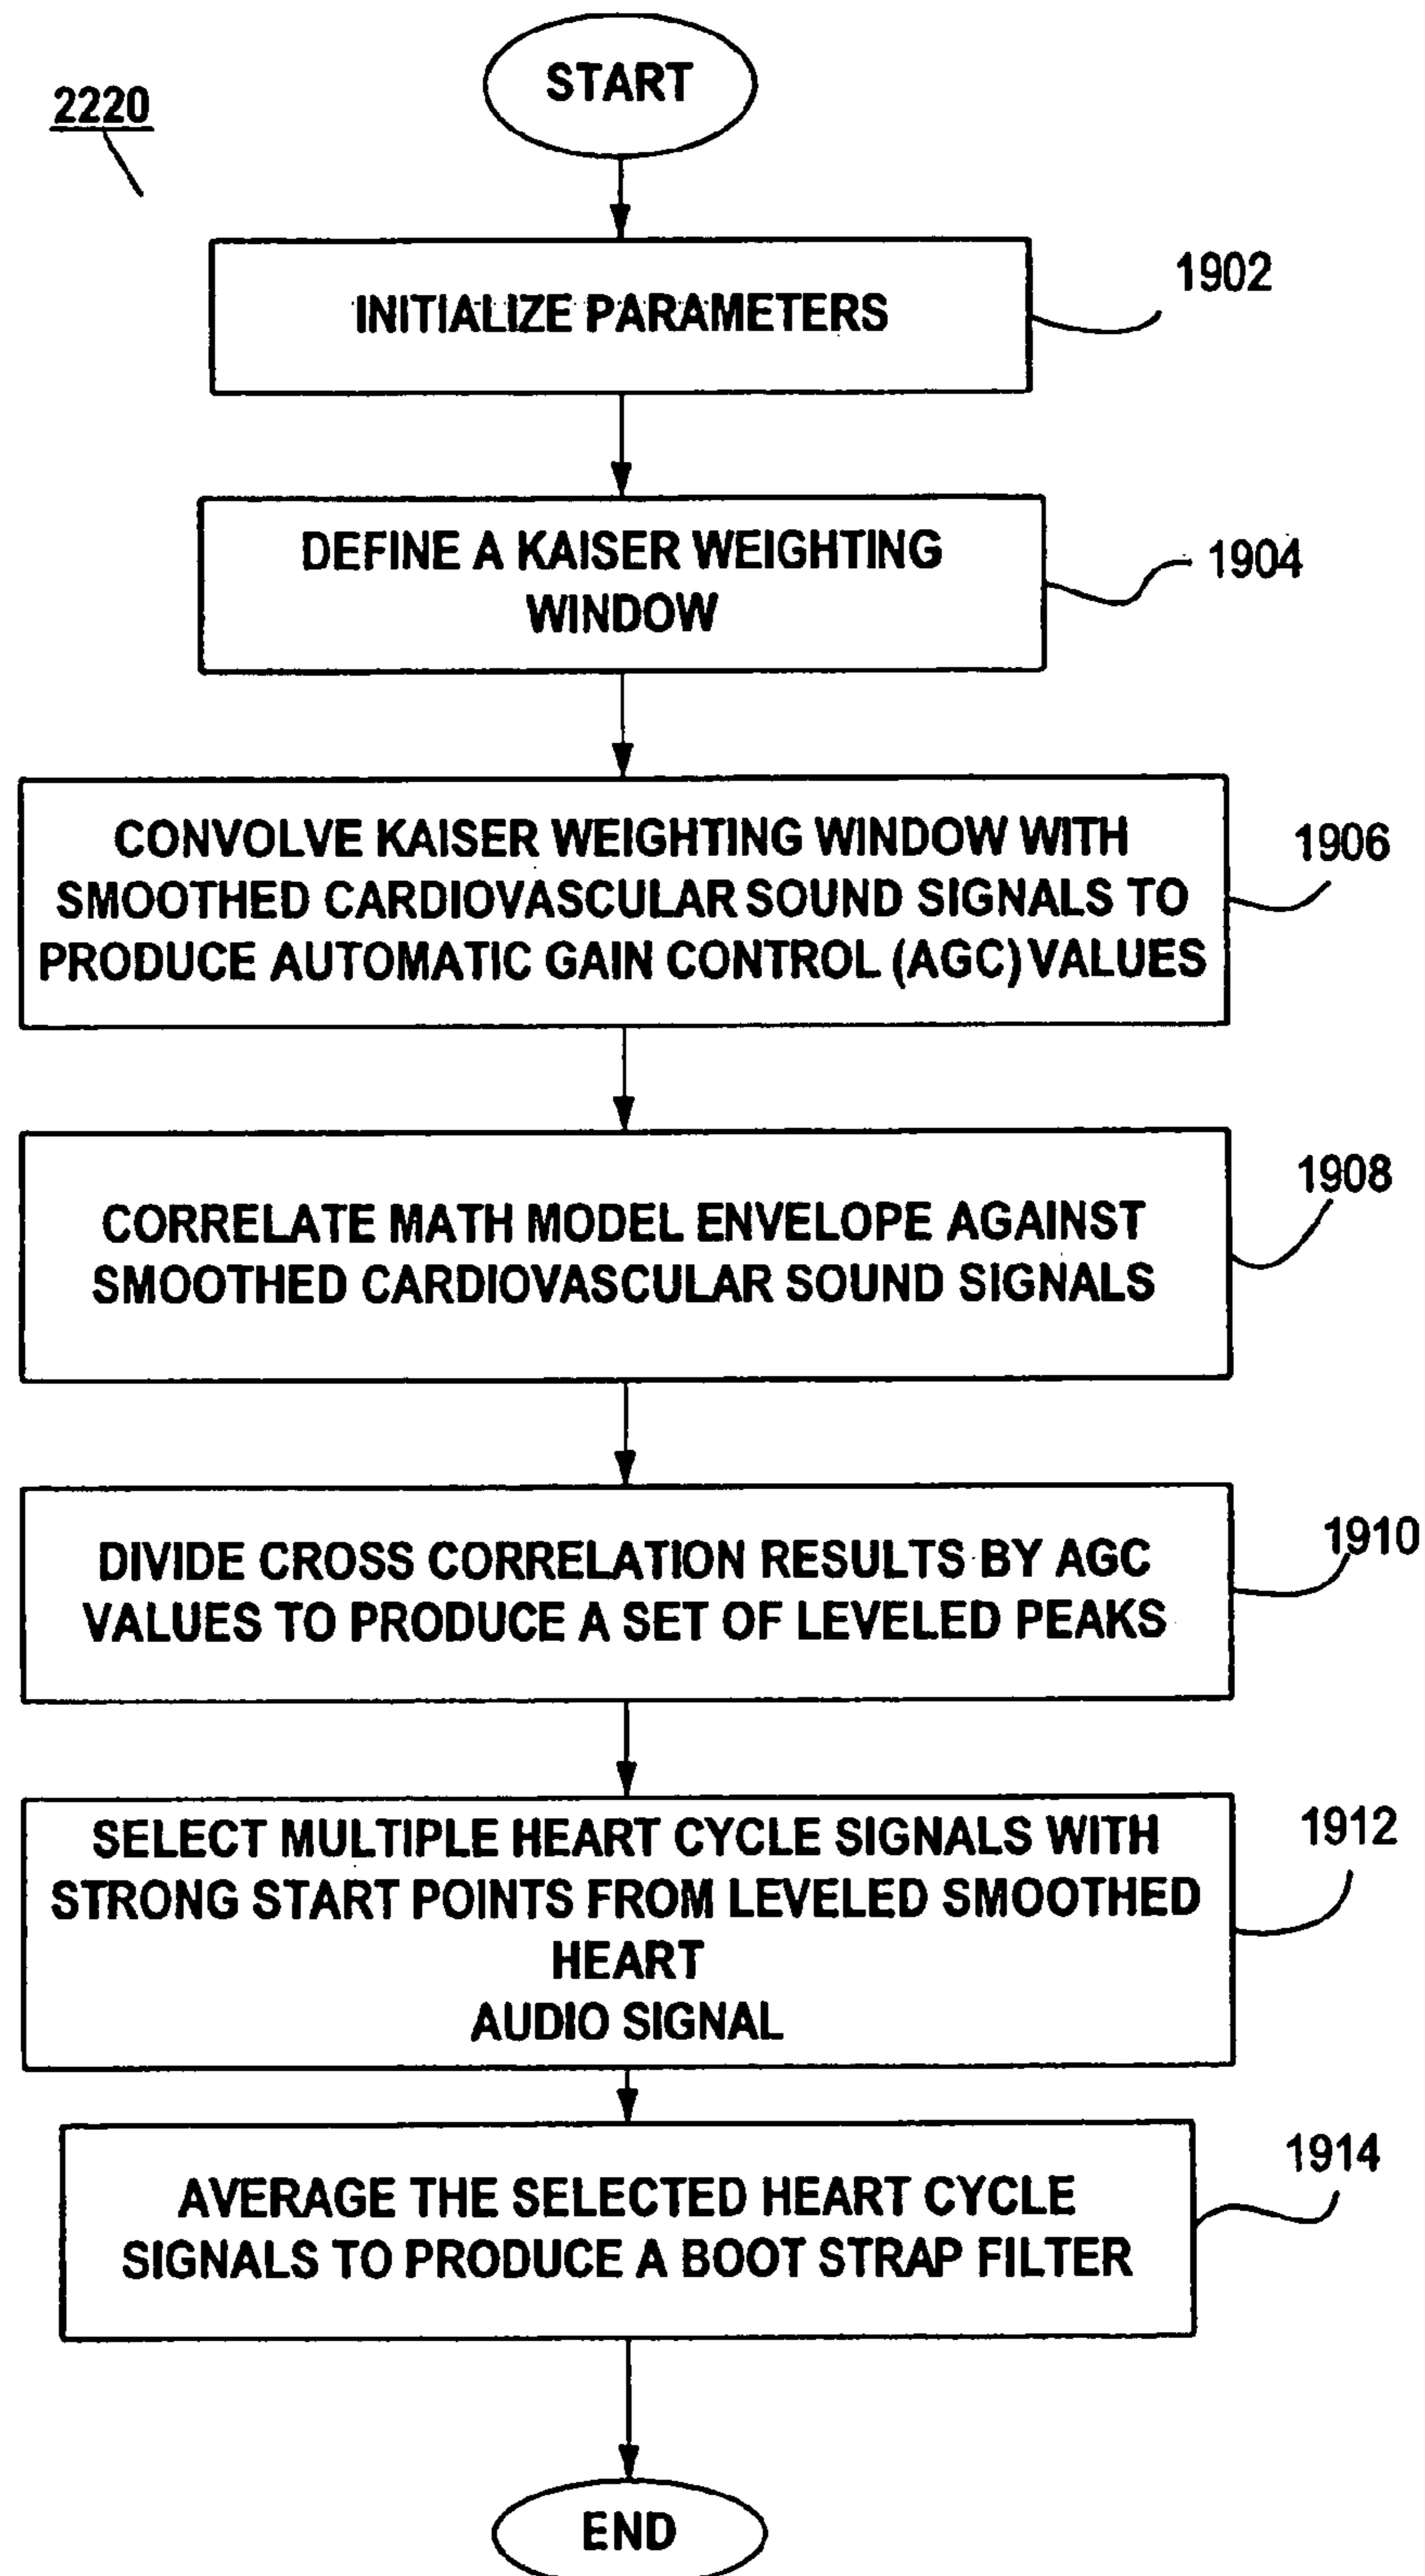 START
2220
INITIALIZE PARAMETERS
1902
DEFINE A KAISER WEIGHTING
WINDOW
1904
CONVOLVE KAISER WEIGHTING WINDOW WITH
SMOOTHED CARDIOVASCULAR SOUND SIGNALS TO
PRODUCE AUTOMATIC GAIN CONTROL (AGC) VALUES
1906
CORRELATE MATH MODEL ENVELOPE AGAINST
SMOOTHED CARDIOVASCULAR SOUND SIGNALS
1908
DIVIDE CROSS CORRELATION RESULTS BY AGC
VALUES TO PRODUCE A SET OF LEVELED PEAKS
1910
SELECT MULTIPLE HEART CYCLE SIGNALS WITH
STRONG START POINTS FROM LEVELED SMOOTHED
HEART
AUDIO SIGNAL
1912
AVERAGE THE SELECTED HEART CYCLE
SIGNALS TO PRODUCE A BOOT STRAP FILTER
1914
END